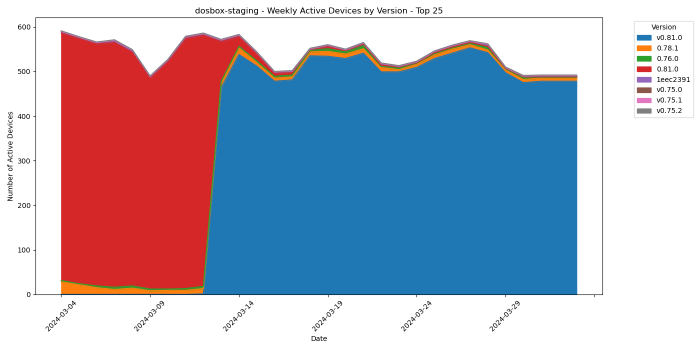 dosbox-staging - Weekly Active Devices by Version - Top 25
Number of Active Devices
600
500
400
300
200
100
0
2024-03-04
2024-03-09
2024-03-14
2024-03-19
2024-03-24
2024-03-29
Date
Version
v0.81.0
0.78.1
0.76.0
0.81.0
1eec2391
v0.75.0
v0.75.1
v0.75.2